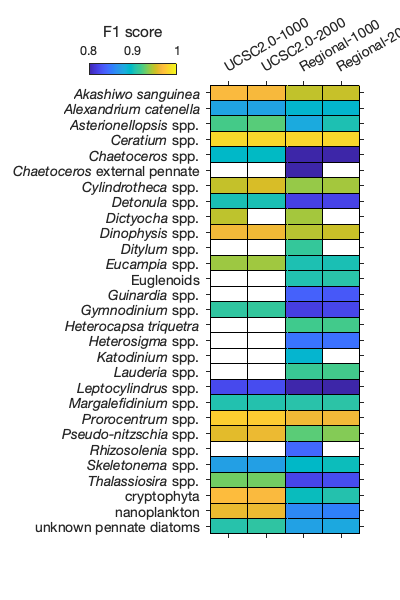 F1 score
0.8 0.9 1
UCSC2.0-1000
UCSC2.0-2000
Regional-1000
Akashiwo sanguinea
Alexandrium catenella
Asterionellopsis spp.
Ceratium spp.
Chaetoceros spp.
Chaetoceros external pennate
Cylindrotheca spp.
Detonula spp.
Dictyocha spp.
Dinophysis spp.
Ditylum spp.
Eucampia spp.
Euglenoids
Guinardia spp.
Gymnodinium spp.
Heterocapsa triquetra
Heterosigma spp.
Katodinium spp.
Lauderia spp.
Leptocylindrus spp.
Margalefidinium spp.
Prorocentrum spp.
Pseudo-nitzschia spp.
Rhizosolenia spp.
Skeletonema spp.
Thalassiosira spp.
cryptophyta
nanoplankton
unknown pennate diatoms